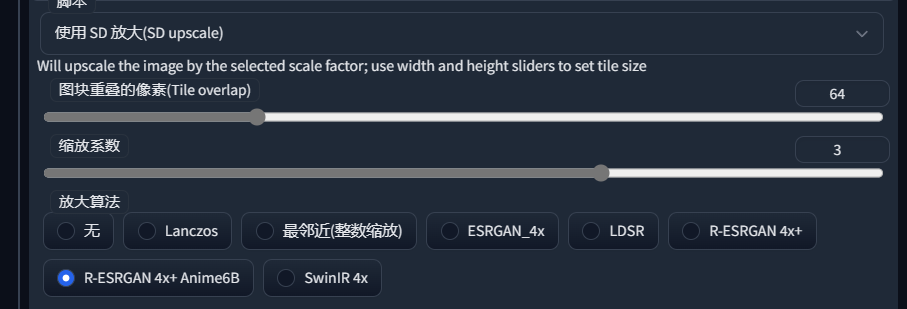 脚本
使用 SD 放大(SD upscale)
Will upscale the image by the selected scale factor; use width and height sliders to set tile size
图块重叠的像素(Tile overlap) 64
缩放系数 3
放大算法
无 Lanczos 最邻近(整数缩放) ESRGAN_4x LDSR R-ESRGAN 4x+
R-ESRGAN 4x+ Anime6B SwinIR 4x